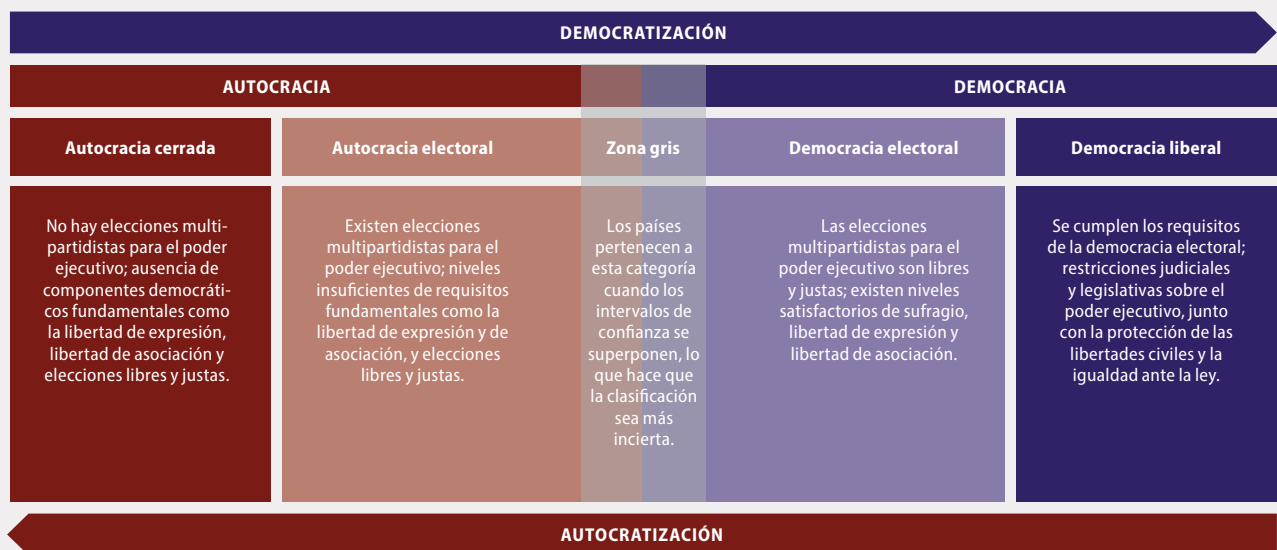 DEMOCRATIZACIÓN
AUTOCRACIA
DEMOCRACIA
Autocracia cerrada
Autocracia electoral
Zona gris
Democracia electoral
Democracia liberal
No hay elecciones multi-
partidistas para el poder
ejecutivo; ausencia de
componentes democráti-
cos fundamentales como
la libertad de expresión,
libertad de asociación y
elecciones libres y justas.
Existen elecciones
multipartidistas para el
poder ejecutivo; niveles
insuficientes de requisitos
fundamentales como la
libertad de expresión y de
asociación, y elecciones
libres y justas.
Los países
pertenecen a
esta categoría
cuando los
intervalos de
confianza se
superponen, lo
que hace que
la clasificación
sea más
incierta.
Las elecciones
multipartidistas para el
poder ejecutivo son libres
y justas; existen niveles
satisfactorios de sufragio,
libertad de expresión y
libertad de asociación.
Se cumplen los requisitos
de la democracia electoral;
restricciones judiciales
y legislativas sobre el
poder ejecutivo, junto
con la protección de las
libertades civiles y la
igualdad ante la ley.
AUTOCRATIZACIÓN